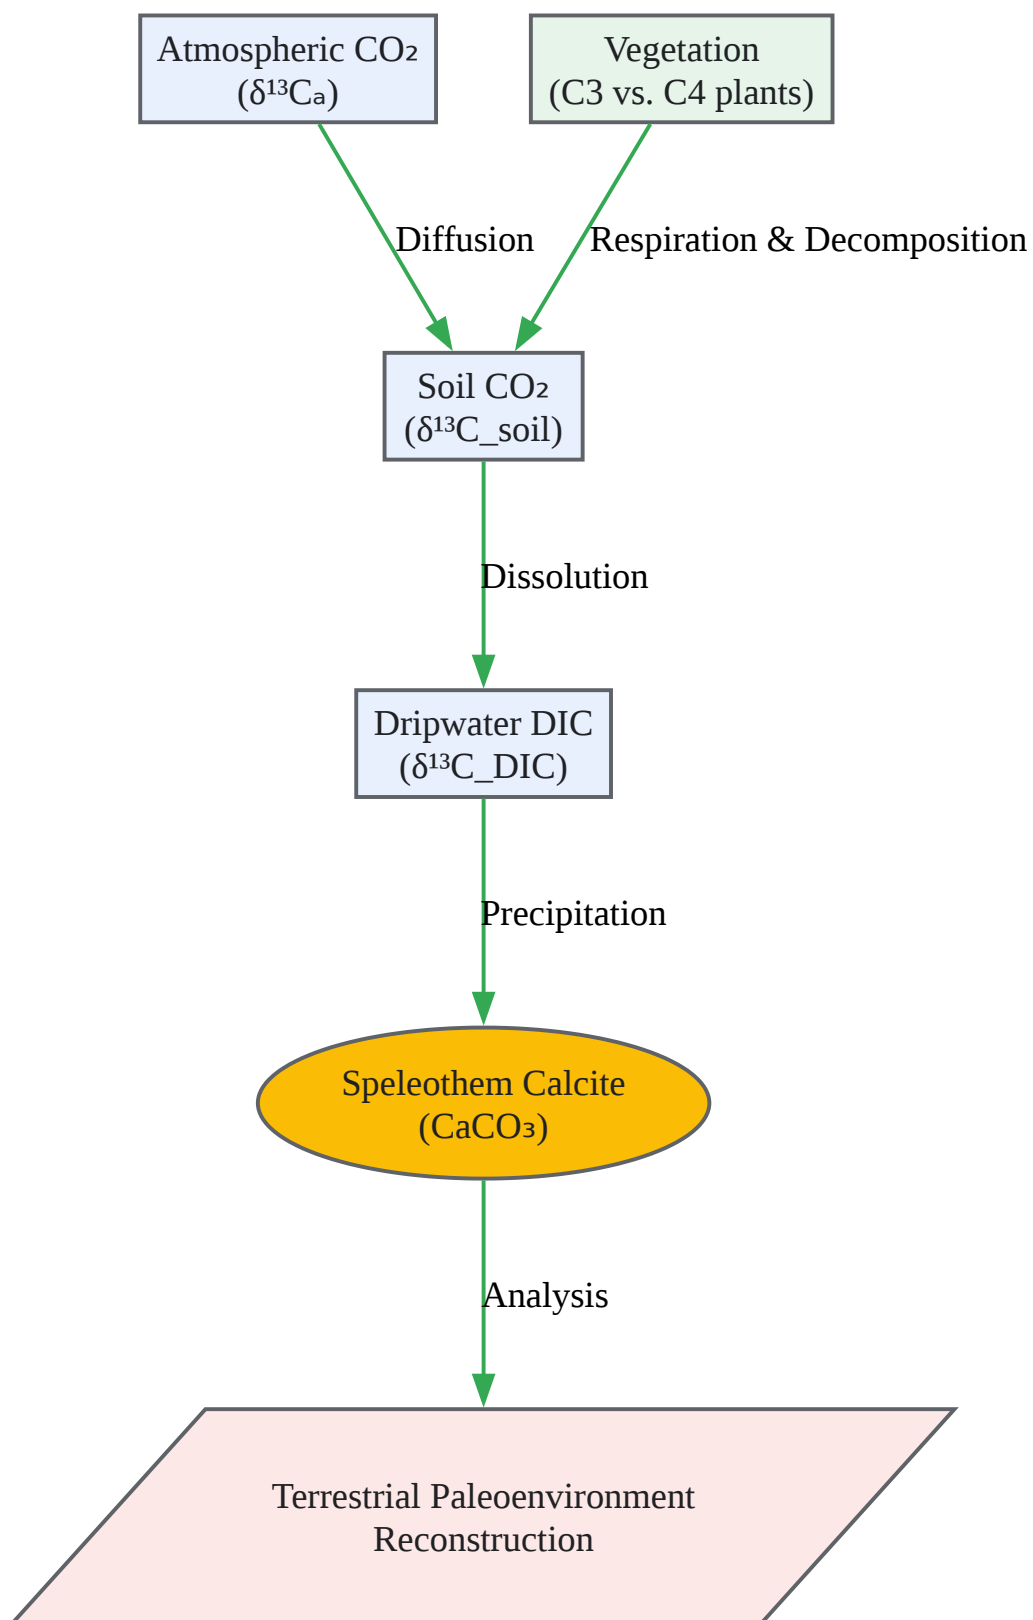 Atmospheric CO₂
(δ¹³Cₐ)
Vegetation
(C3 vs. C4 plants)
Diffusion
Respiration & Decomposition
Soil CO₂
(δ¹³C_soil)
Dissolution
Dripwater DIC
(δ¹³C_DIC)
Precipitation
Speleothem Calcite
(CaCO₃)
Analysis
Terrestrial Paleoenvironment
Reconstruction